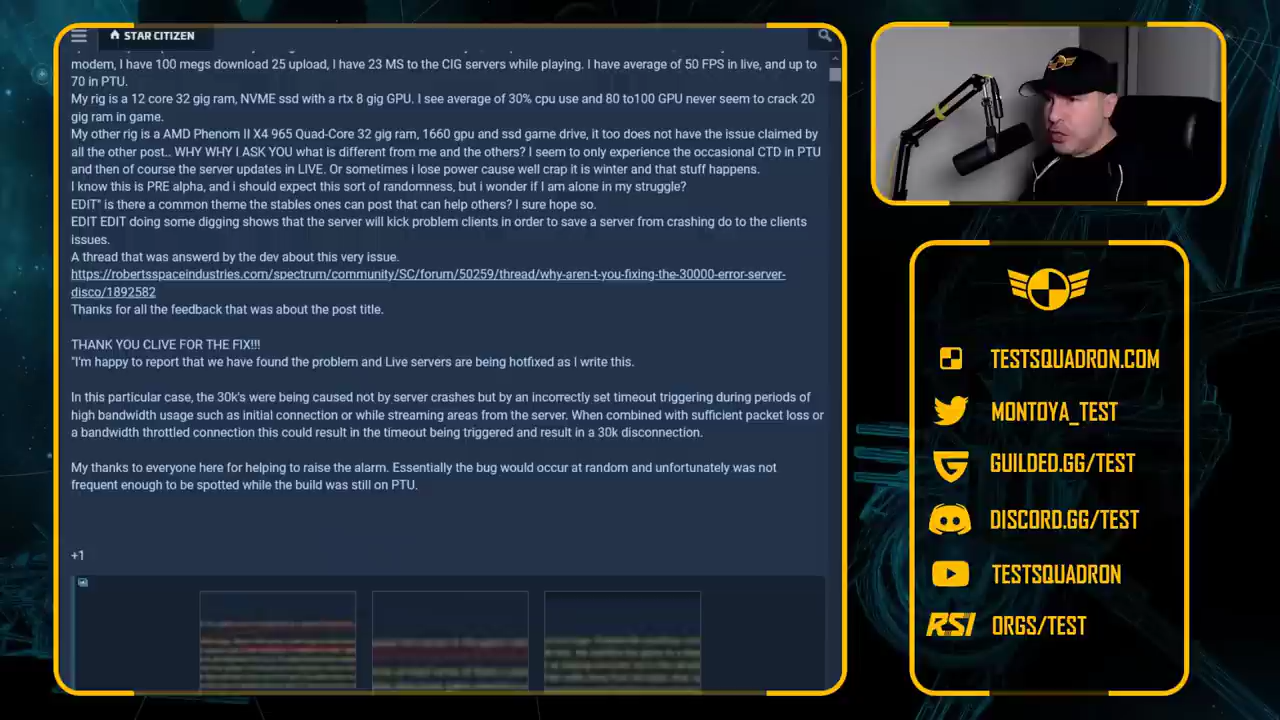 STAR CITIZEN
modem, I have 100 megs download 25 upload, I have 23 MS to the CIG servers while playing. I have average of 50 FPS in live, and up to
70 in PTU.
My rig is a 12 core 32 gig ram, NVME ssd with a rtx 8 gig GPU. I see average of 30% cpu use and 80 to100 GPU never seem to crack 20
gig ram in game.
My other rig is a AMD Phenom II X4 965 Quad-Core 32 gig ram, 1660 gpu and ssd game drive, it too does not have the issue claimed by
all the other post.. WHY WHY I ASK YOU what is different from me and the others? I seem to only experience the occasional CTD in PTU
and then of course the server updates in LIVE. Or sometimes i lose power cause well crap it is winter and that stuff happens.
I know this is PRE alpha, and i should expect this sort of randomness, but i wonder if I am alone in my struggle?
EDIT" is there a common theme the stables ones can post that can help others? I sure hope so.
EDIT EDIT doing some digging shows that the server will kick problem clients in order to save a server from crashing do to the clients
issues.
A thread that was answerd by the dev about this very issue.
https://robertsspaceindustries.com/spectrum/community/SC/forum/50259/thread/why-aren-t-you-fixing-the-30000-error-server-
disco/1892582
Thanks for all the feedback that was about the post title.
THANK YOU CLIVE FOR THE FIX!!!
"I'm happy to report that we have found the problem and Live servers are being hotfixed as I write this.
In this particular case, the 30k's were being caused not by server crashes but by an incorrectly set timeout triggering during periods of
high bandwidth usage such as initial connection or while streaming areas from the server. When combined with sufficient packet loss or
a bandwidth throttled connection this could result in the timeout being triggered and result in a 30k disconnection.
My thanks to everyone here for helping to raise the alarm. Essentially the bug would occur at random and unfortunately was not
frequent enough to be spotted while the build was still on PTU.
+1
TESTSQUADRON.COM
MONTOYA_TEST
GUILDED.GG/TEST
DISCORD.GG/TEST
TESTSQUADRON
RSI ORGS/TEST